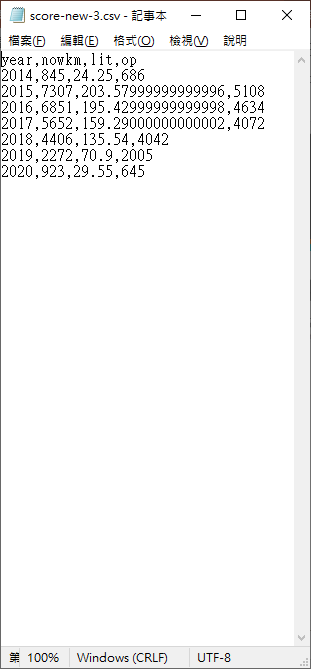 score-new-3.csv - 記事本
檔案(F) 編輯(E) 格式(O) 檢視(V) 說明
year,nowkm,lit,op
2014,845,24.25,686
2015,7307,203.57999999999996,5108
2016,6851,195.42999999999998,4634
2017,5652,159.29000000000002,4072
2018,4406,135.54,4042
2019,2272,70.9,2005
2020,923,29.55,645
第 100% Windows (CRLF) UTF-8